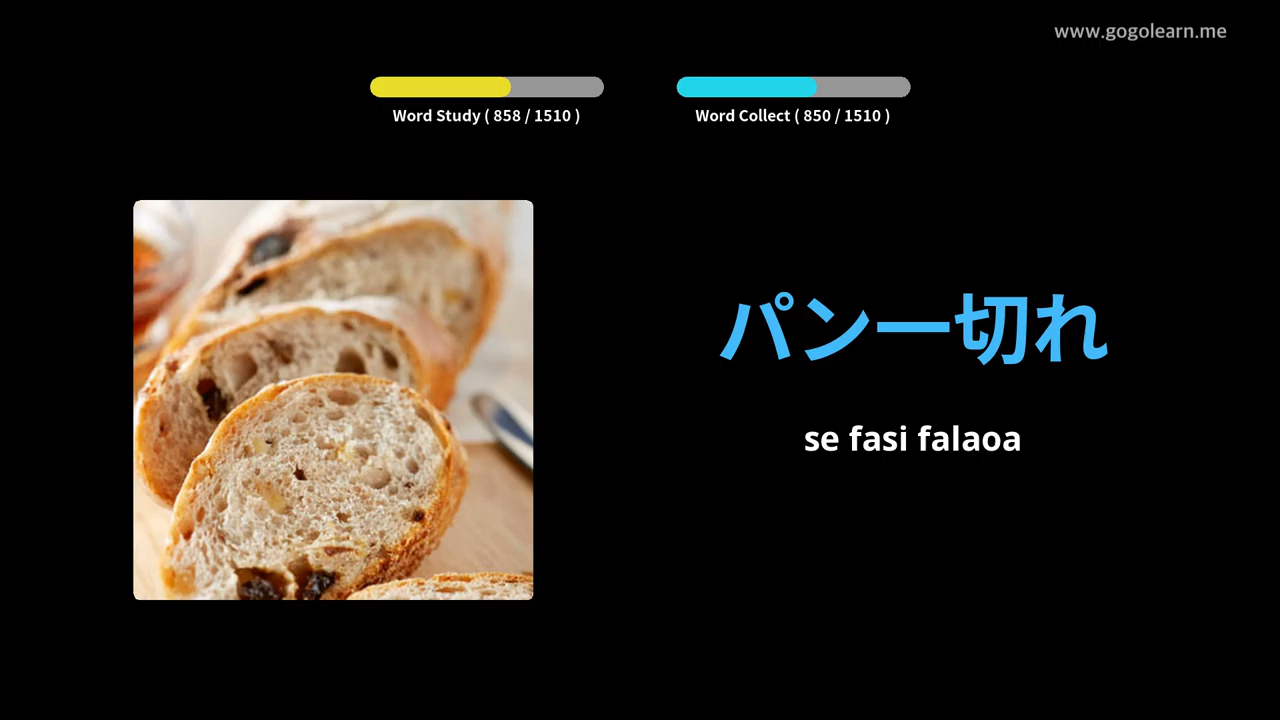 www.gogolearn.me
Word Study ( 858 / 1510 )
Word Collect ( 850 / 1510 )
パン一切れ
se fasi falaoa